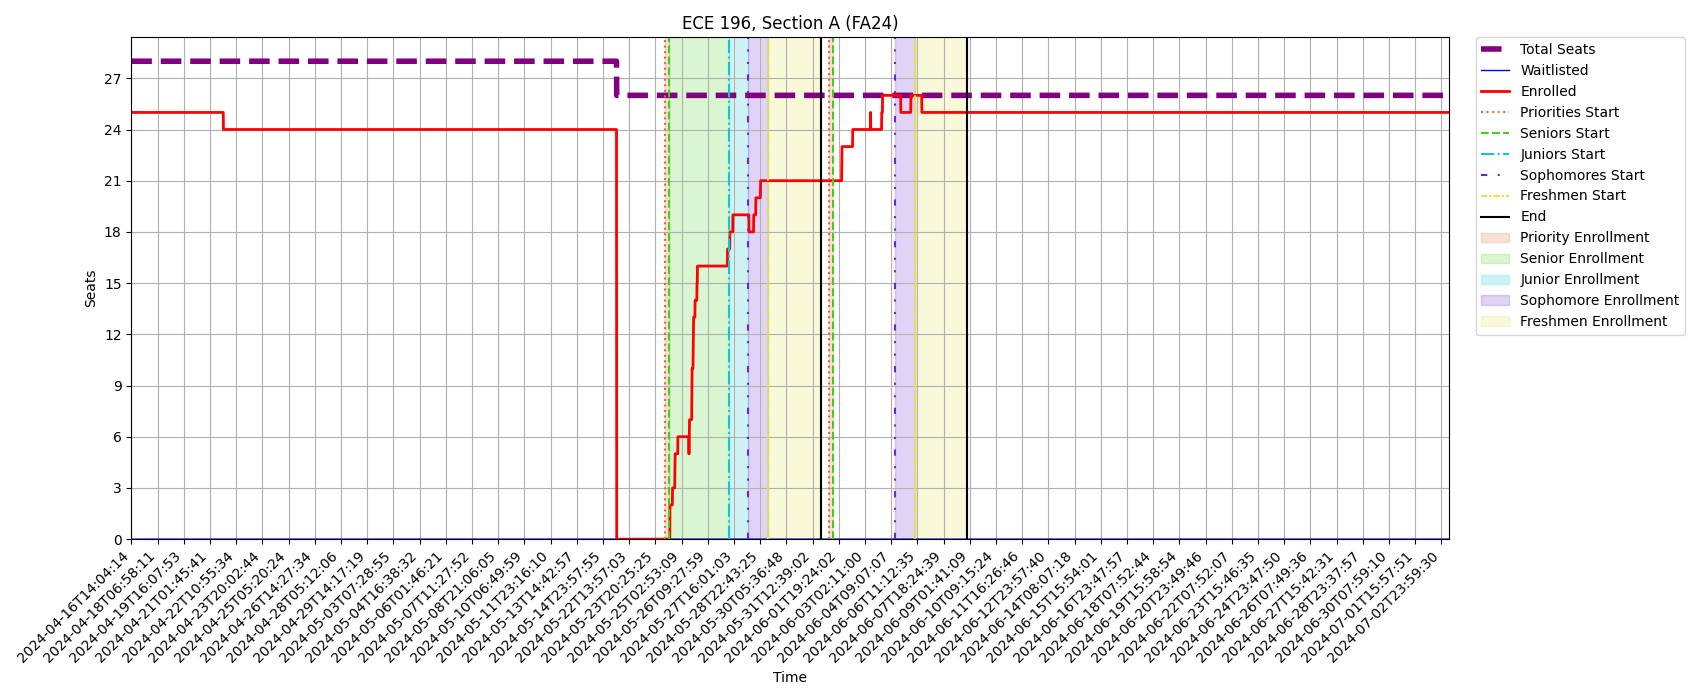 ECE 196, Section A (FA24)
Seats
27
24
21
18
15
12
9
6
3
0
2024-04-16T14:04:14
2024-04-18T06:58:11
2024-04-19T16:07:53
2024-04-21T01:45:41
2024-04-22T10:55:34
2024-04-23T20:02:44
2024-04-25T05:20:24
2024-04-26T14:27:34
2024-04-28T05:12:06
2024-04-29T14:17:19
2024-05-03T07:28:55
2024-05-04T16:38:32
2024-05-06T01:46:21
2024-05-07T11:27:52
2024-05-08T21:06:05
2024-05-10T06:49:59
2024-05-11T23:16:10
2024-05-13T14:42:57
2024-05-14T23:57:55
2024-05-22T13:57:03
2024-05-23T20:25:25
2024-05-25T02:53:09
2024-05-26T09:27:59
2024-05-27T16:01:03
2024-05-28T22:43:25
2024-05-30T05:36:48
2024-05-31T12:39:02
2024-06-01T19:24:02
2024-06-03T02:11:00
2024-06-04T09:07:07
2024-06-06T11:12:35
2024-06-07T18:24:39
2024-06-09T01:41:09
2024-06-10T09:15:24
2024-06-11T16:26:46
2024-06-12T23:57:40
2024-06-14T08:07:18
2024-06-15T15:54:01
2024-06-16T23:47:57
2024-06-18T07:52:44
2024-06-19T15:58:54
2024-06-20T23:49:46
2024-06-22T07:52:07
2024-06-23T15:46:35
2024-06-24T23:47:50
2024-06-26T07:49:36
2024-06-27T15:42:31
2024-06-28T23:37:57
2024-06-30T07:59:10
2024-07-01T15:57:51
2024-07-02T23:59:30
Time
Total Seats
Waitlisted
Enrolled
Priorities Start
Seniors Start
Juniors Start
Sophomores Start
Freshmen Start
End
Priority Enrollment
Senior Enrollment
Junior Enrollment
Sophomore Enrollment
Freshmen Enrollment